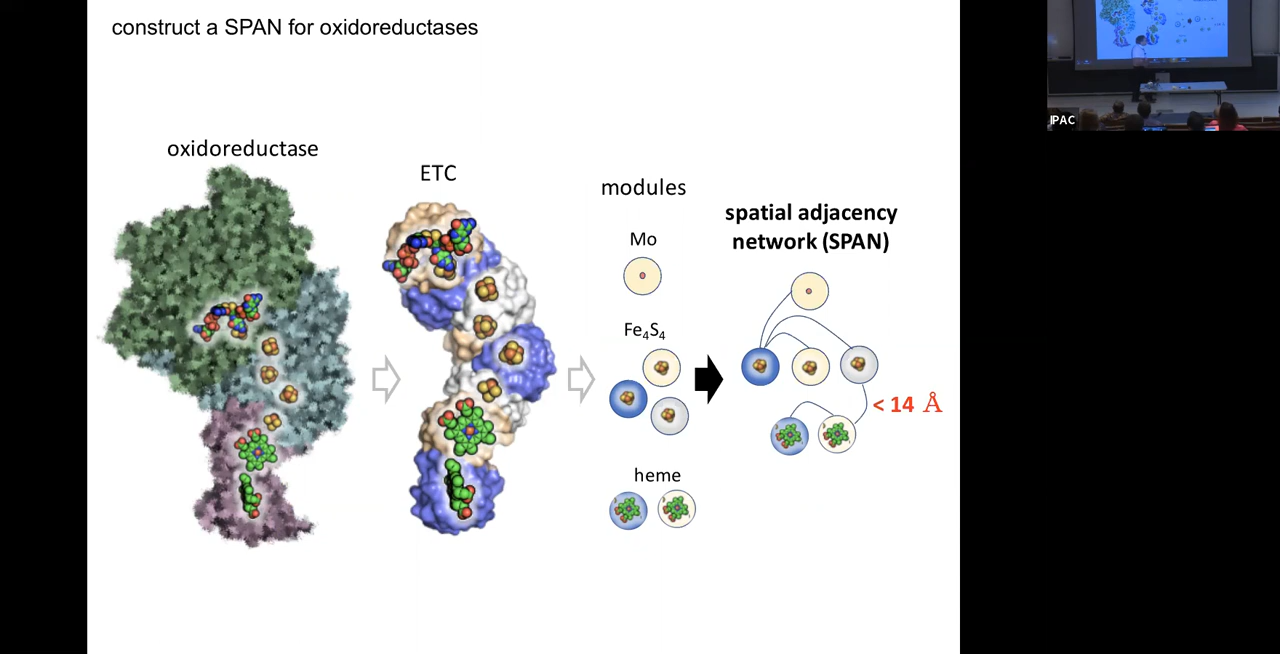 construct a SPAN for oxidoreductases
oxidoreductase
ETC
modules
Mo
Fe₄S₄
heme
spatial adjacency
network (SPAN)
< 14 Å
IPAC